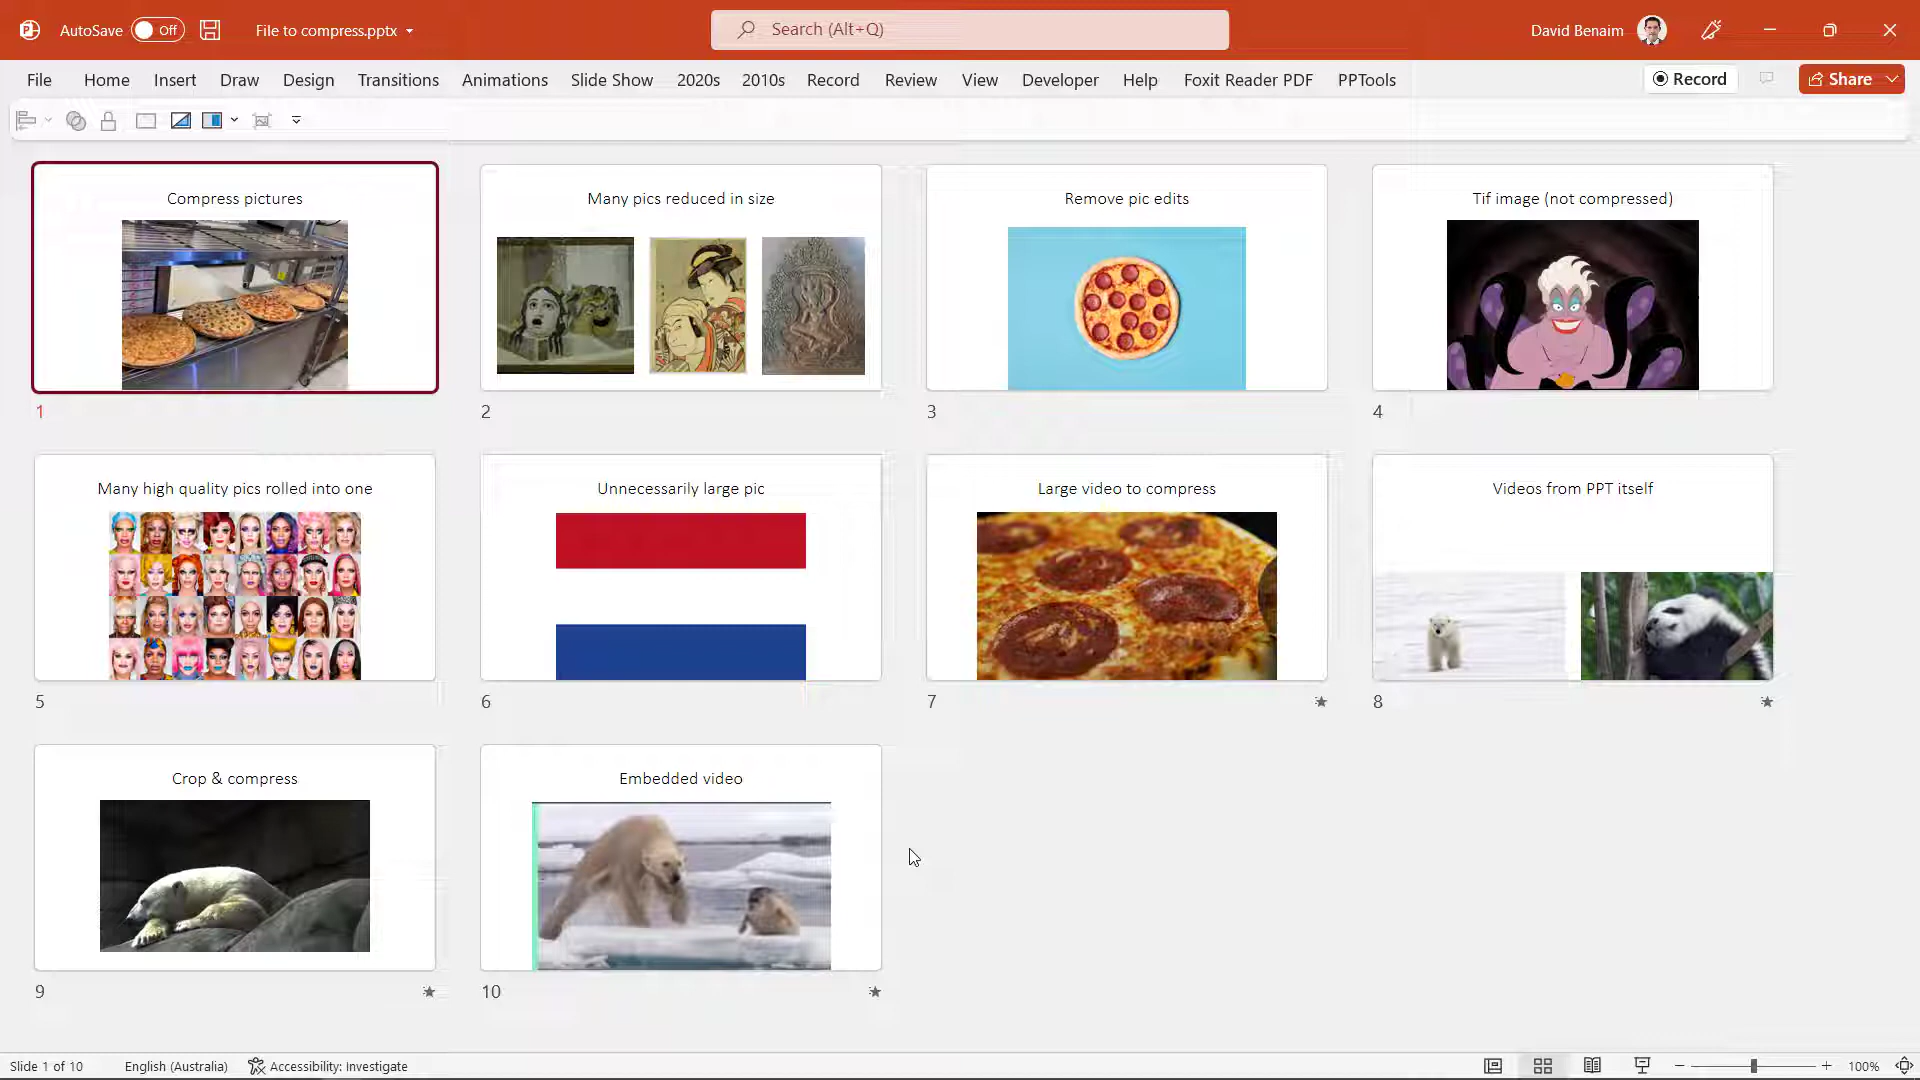 AutoSave Off File to compress.pptx Search (Alt+Q) David Benaim
File Home Insert Draw Design Transitions Animations Slide Show 2020s 2010s Record Review View Developer Help Foxit Reader PDF PPTools Record Share
Compress pictures
1
Many pics reduced in size
2
Remove pic edits
3
Tif image (not compressed)
4
Many high quality pics rolled into one
5
Unnecessarily large pic
6
Large video to compress
7
Videos from PPT itself
8
Crop & compress
9
Embedded video
10
Slide 1 of 10 English (Australia) Accessibility: Investigate 100%